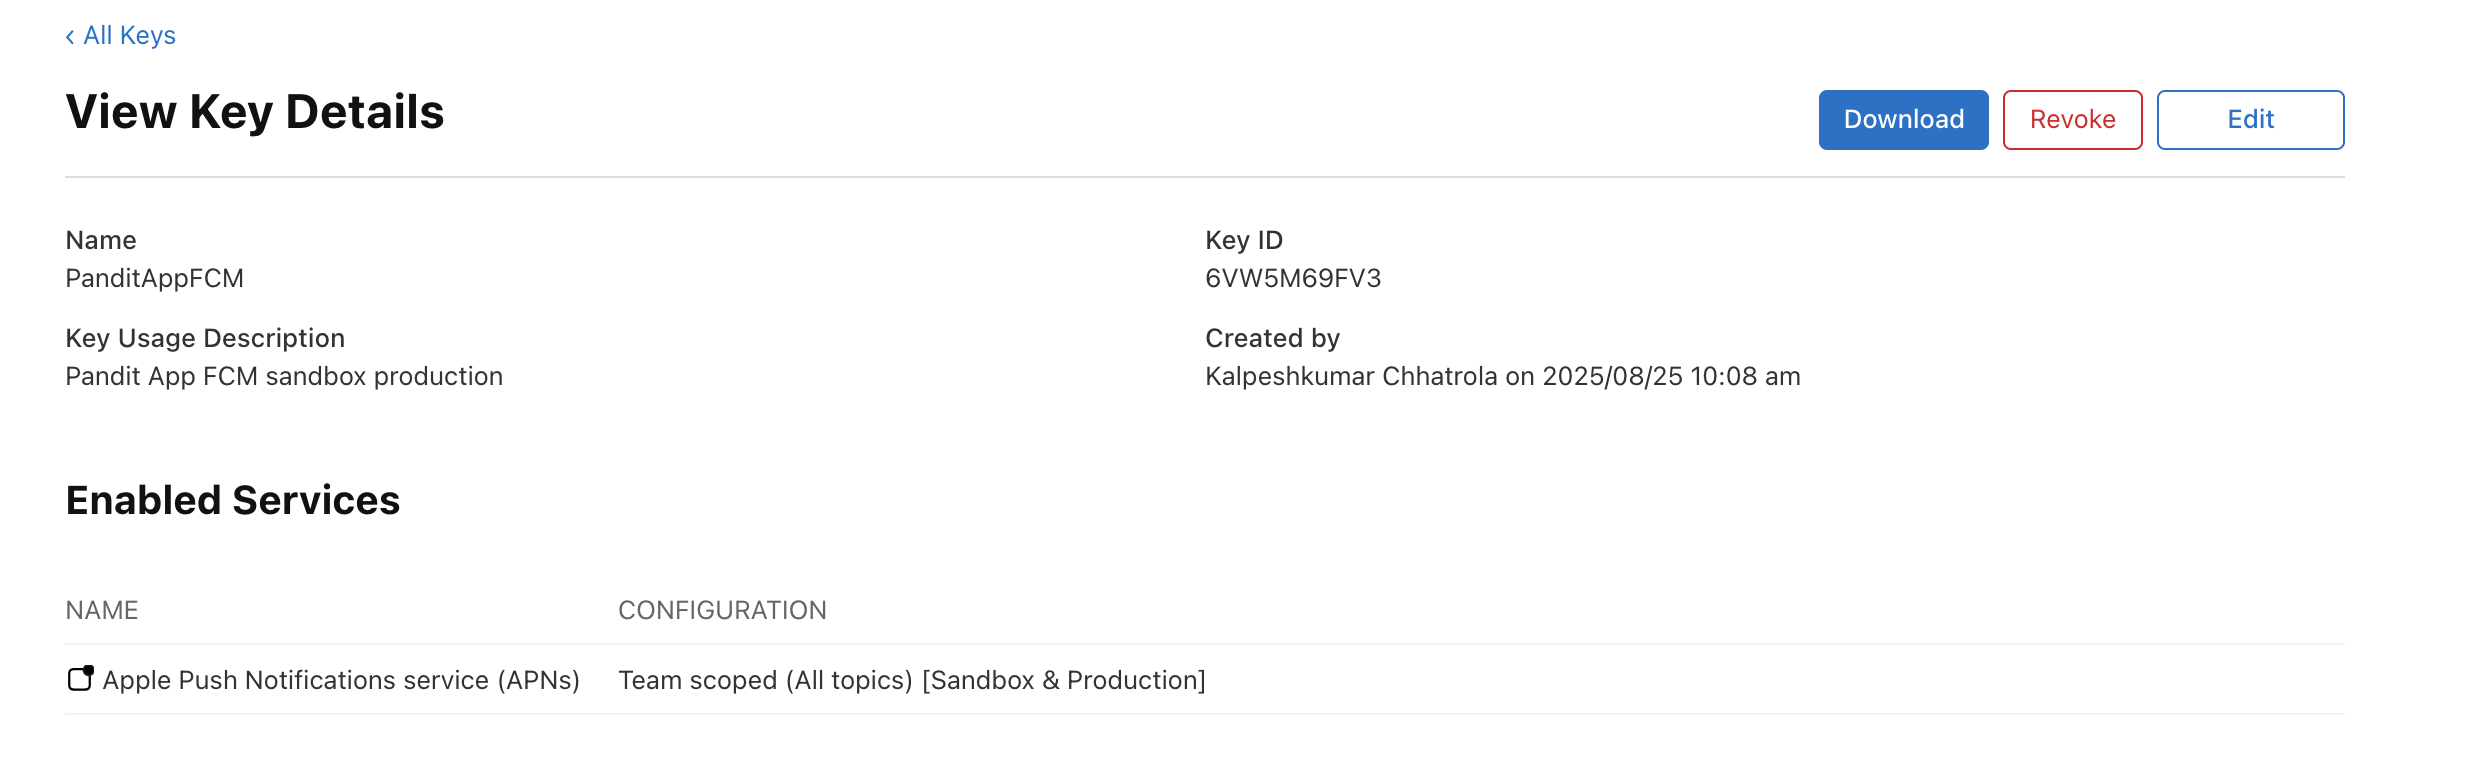 ‹ All Keys
View Key Details
Download
Revoke
Edit
Name
PanditAppFCM
Key ID
6VW5M69FV3
Key Usage Description
Pandit App FCM sandbox production
Created by
Kalpeshkumar Chhatrola on 2025/08/25 10:08 am
Enabled Services
NAME
CONFIGURATION
Apple Push Notifications service (APNs)
Team scoped (All topics) [Sandbox & Production]